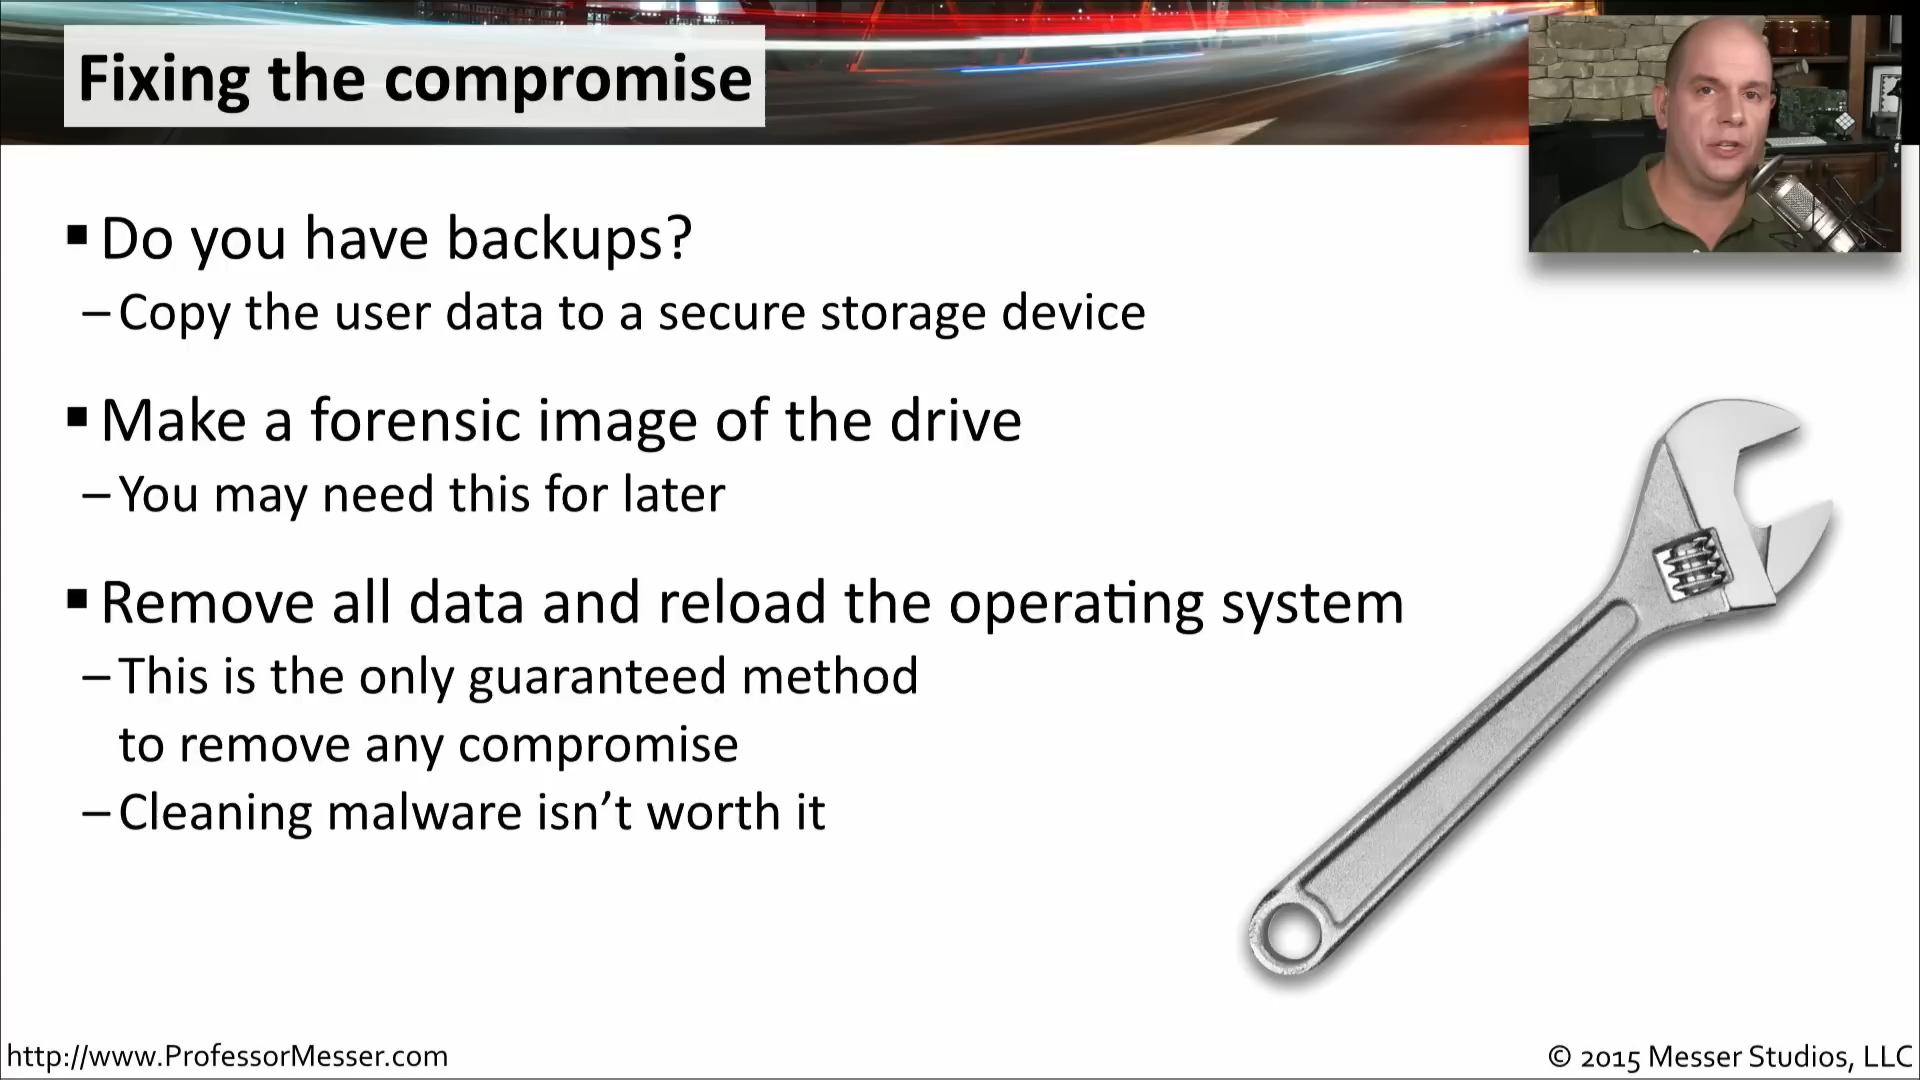 Fixing the compromise
▪ Do you have backups?
– Copy the user data to a secure storage device
▪ Make a forensic image of the drive
– You may need this for later
▪ Remove all data and reload the operating system
– This is the only guaranteed method
to remove any compromise
– Cleaning malware isn’t worth it
http://www.ProfessorMesser.com
© 2015 Messer Studios, LLC